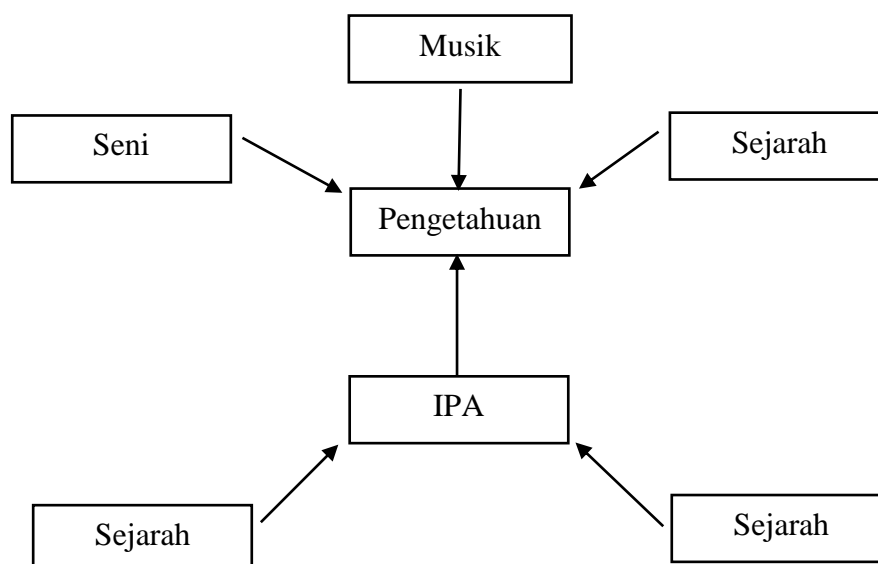 Musik
Seni
Sejarah
Pengetahuan
IPA
Sejarah
Sejarah